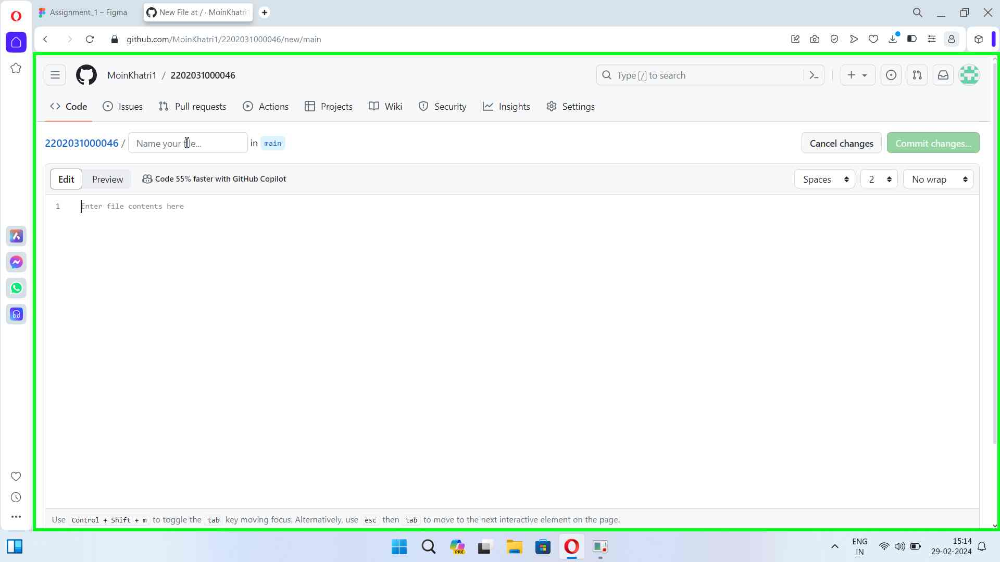 Assignment_1 – Figma
New File at / · MoinKhatri1
github.com/MoinKhatri1/2202031000046/new/main
MoinKhatri1 / 2202031000046
Type / to search
Code
Issues
Pull requests
Actions
Projects
Wiki
Security
Insights
Settings
2202031000046 / Name your file... in main
Cancel changes
Commit changes...
Edit
Preview
Code 55% faster with GitHub Copilot
Spaces
2
No wrap
1
Enter file contents here
Use Control + Shift + m to toggle the tab key moving focus. Alternatively, use esc then tab to move to the next interactive element on the page.
PRE
ENG
IN
15:14
29-02-2024